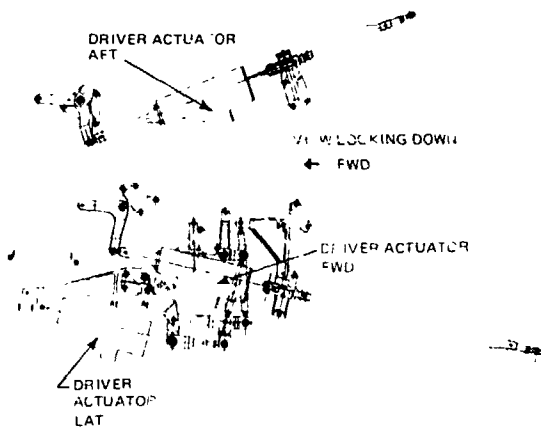 DRIVER ACTUATOR
AFT
VIEW LOOKING DOWN
FWD
DRIVER ACTUATOR
FWD
DRIVER
ACTUATOR
LAT